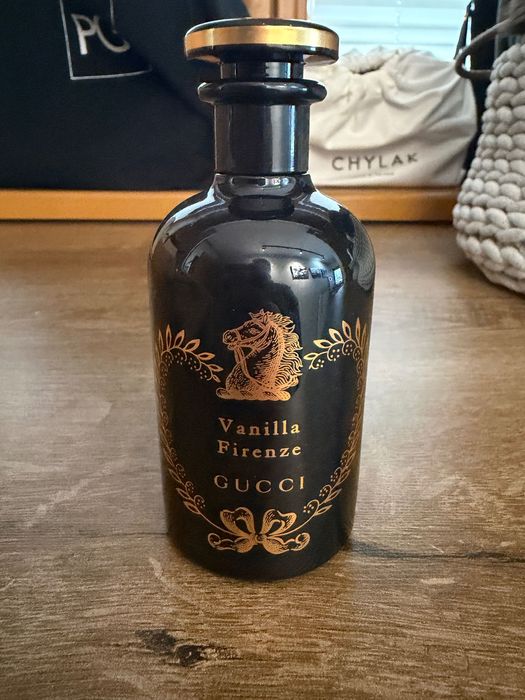 CHYLAK
Vanilla
Firenze
GUCCI